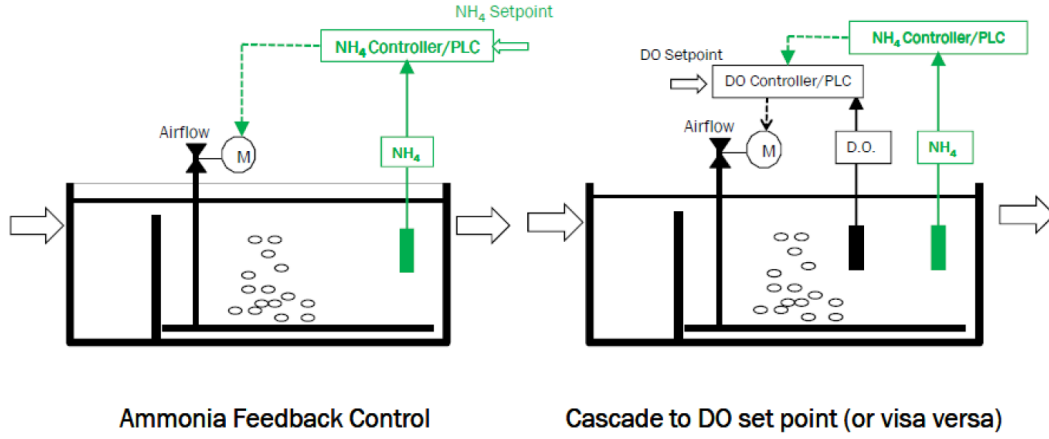 NH₄ Setpoint
NH₄ Controller/PLC
Airflow
M
NH₄
Ammonia Feedback Control
NH₄ Controller/PLC
DO Setpoint
DO Controller/PLC
Airflow
M
D.O.
NH₄
Cascade to DO set point (or visa versa)